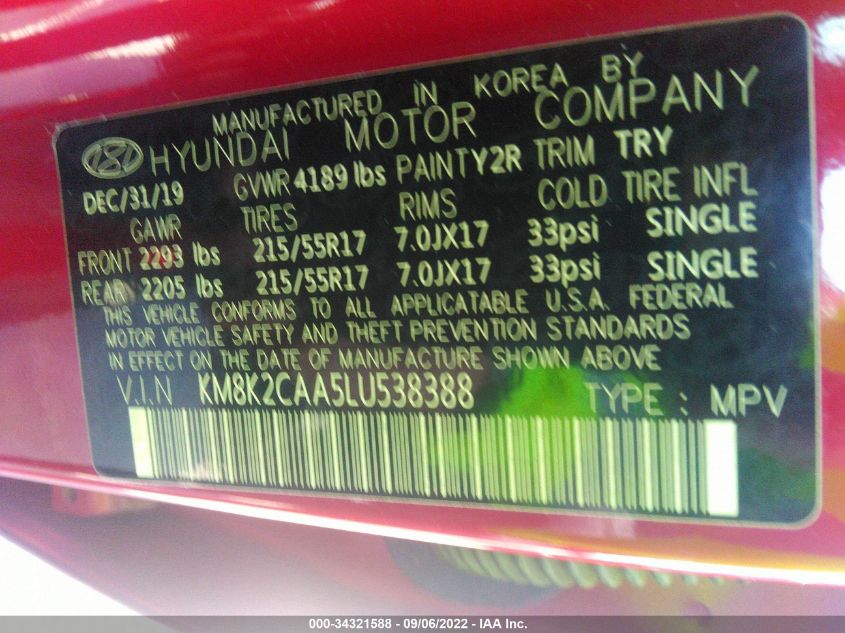 MANUFACTURED IN KOREA BY
HYUNDAI MOTOR COMPANY
DEC/31/19 GVWR 4189 lbs PAINT Y2R TRIM TRY
GAWR TIRES RIMS COLD TIRE INFL
FRONT 2293 lbs 215/55R17 7.0JX17 33psi SINGLE
REAR 2205 lbs 215/55R17 7.0JX17 33psi SINGLE
THIS VEHICLE CONFORMS TO ALL APPLICATABLE U.S.A. FEDERAL
MOTOR VEHICLE SAFETY AND THEFT PREVENTION STANDARDS
IN EFFECT ON THE DATE OF MANUFACTURE SHOWN ABOVE
V.I.N KM8K2CAA5LU538388 TYPE : MPV
000-34321588 - 09/06/2022 - IAA Inc.